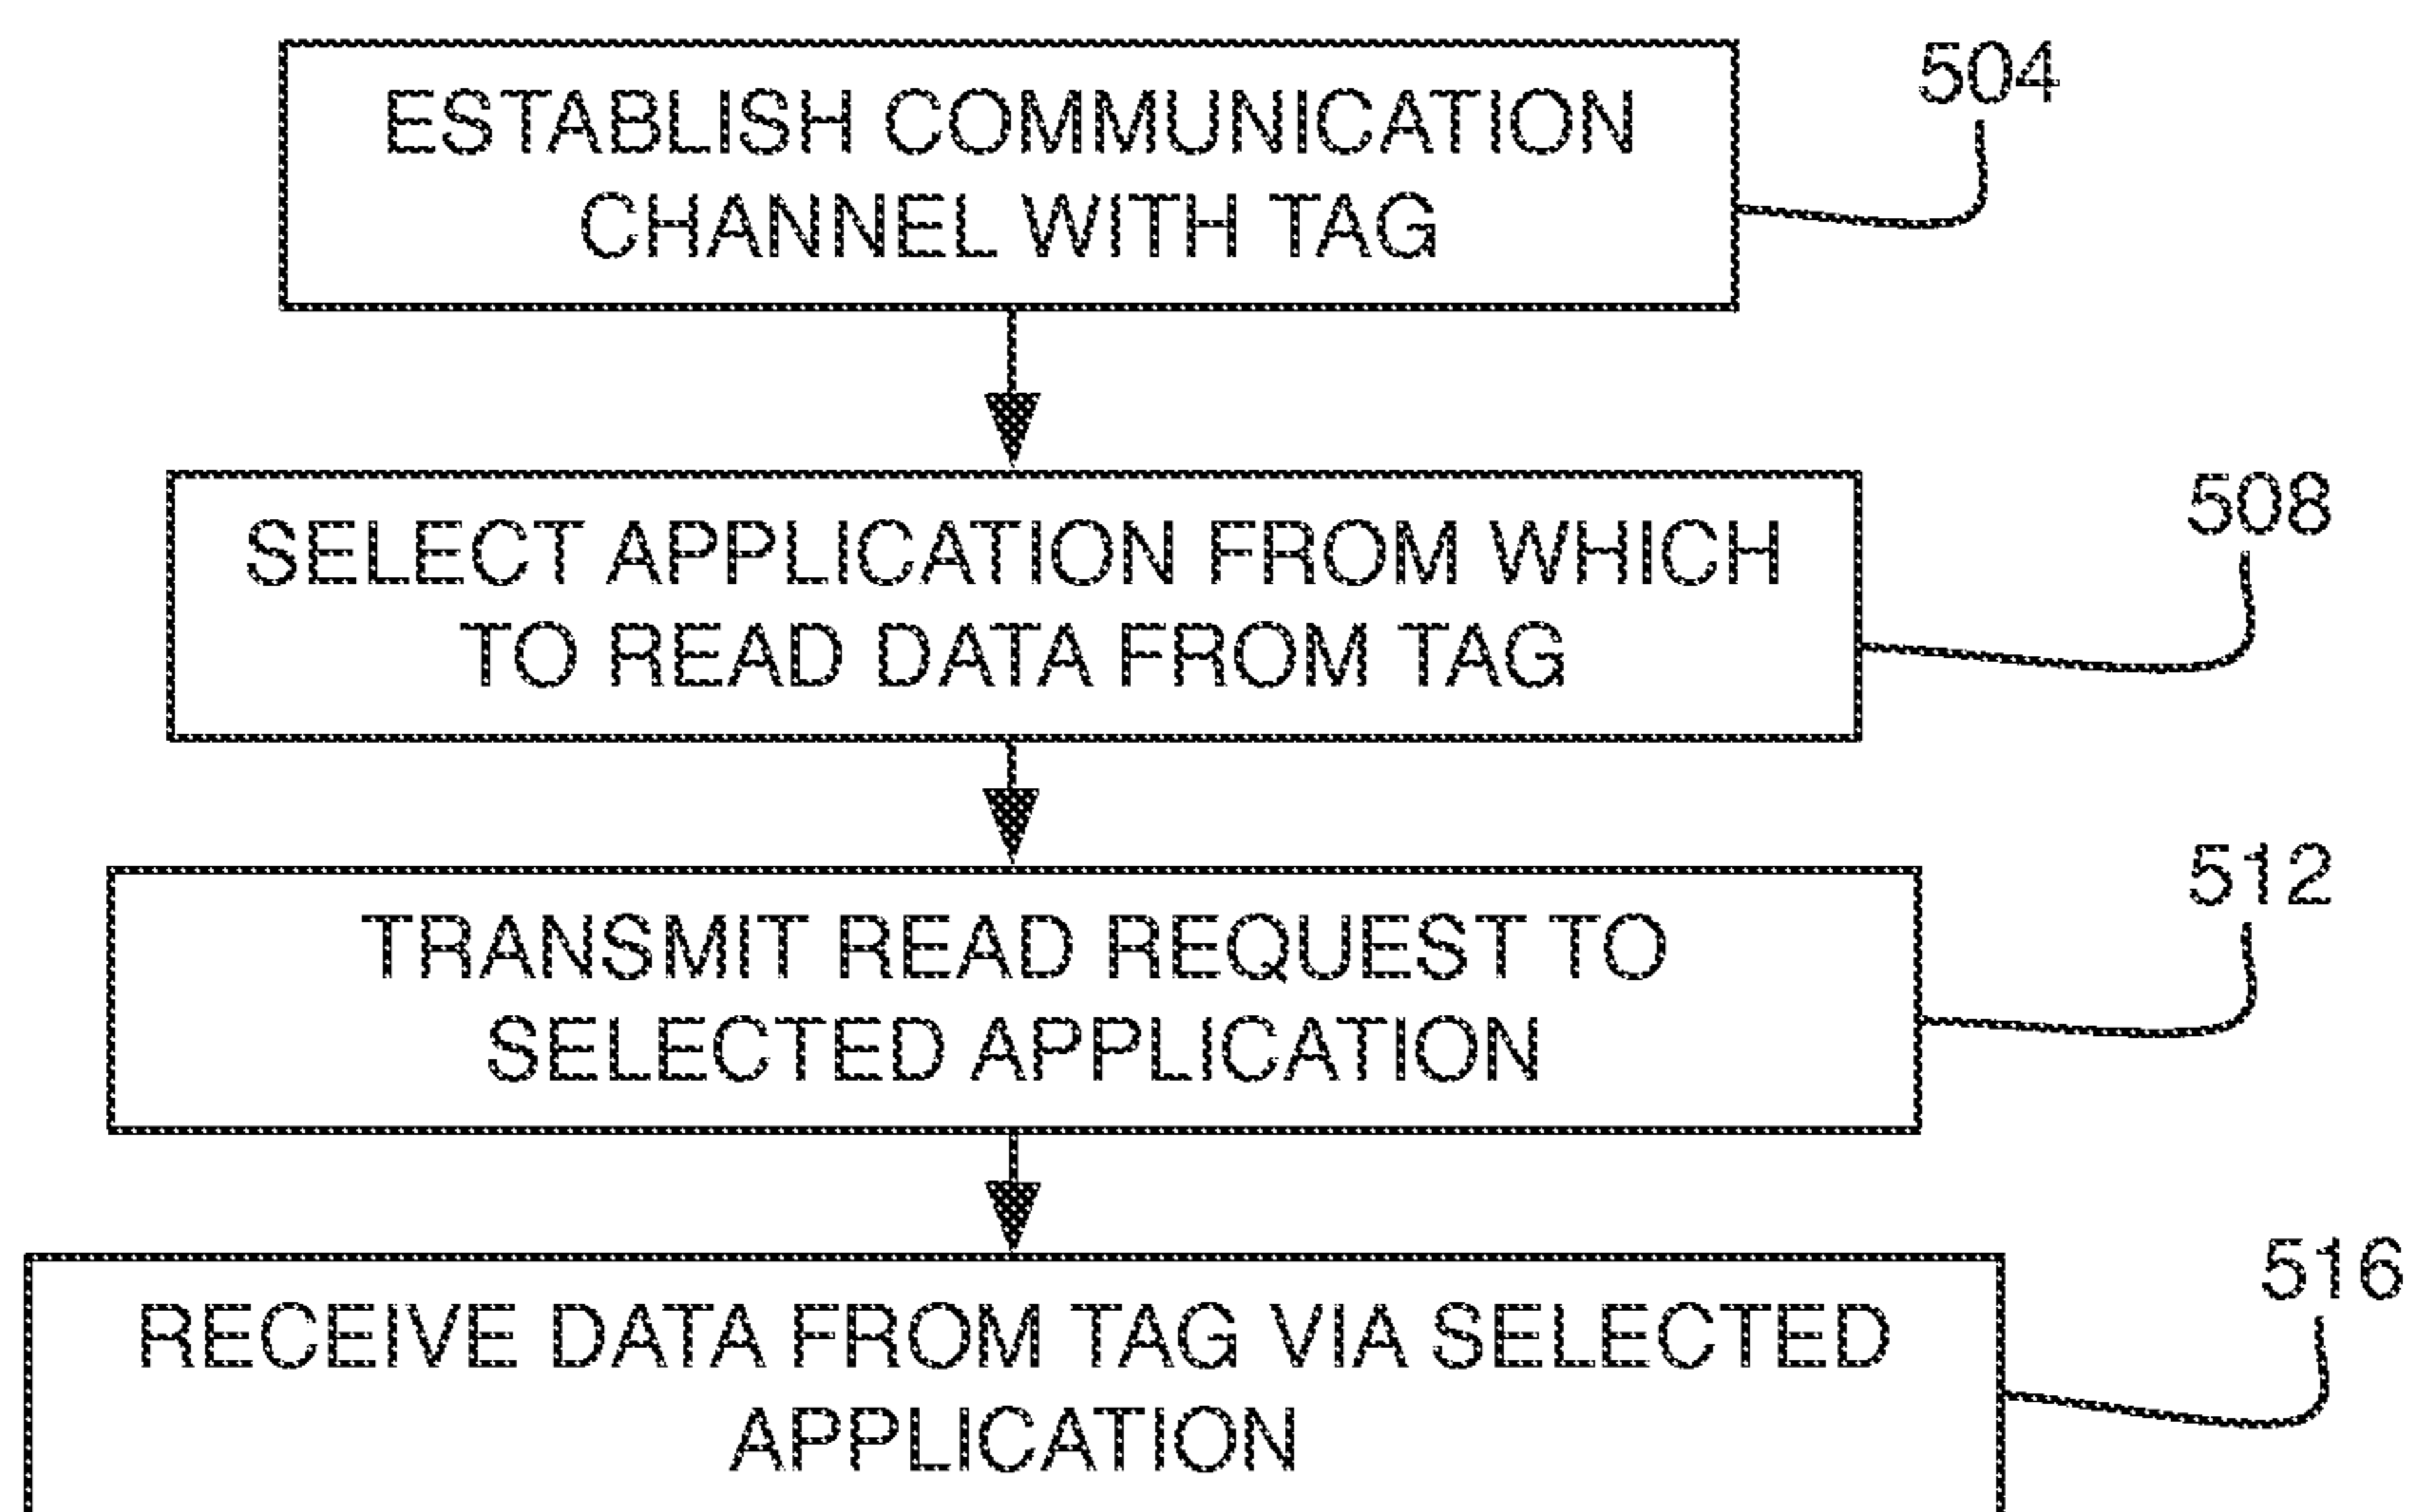 ESTABLISH COMMUNICATION
CHANNEL WITH TAG
504
SELECT APPLICATION FROM WHICH
TO READ DATA FROM TAG
508
TRANSMIT READ REQUEST TO
SELECTED APPLICATION
512
RECEIVE DATA FROM TAG VIA SELECTED
APPLICATION
516